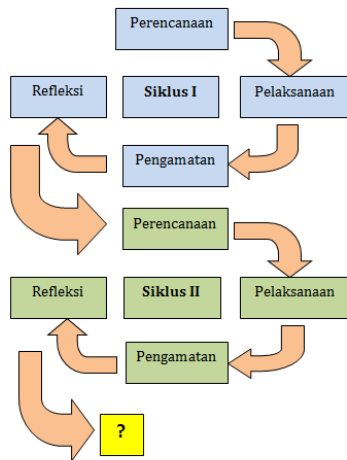 Perencanaan
Refleksi
Siklus I
Pelaksanaan
Pengamatan
Perencanaan
Refleksi
Siklus II
Pelaksanaan
Pengamatan
?